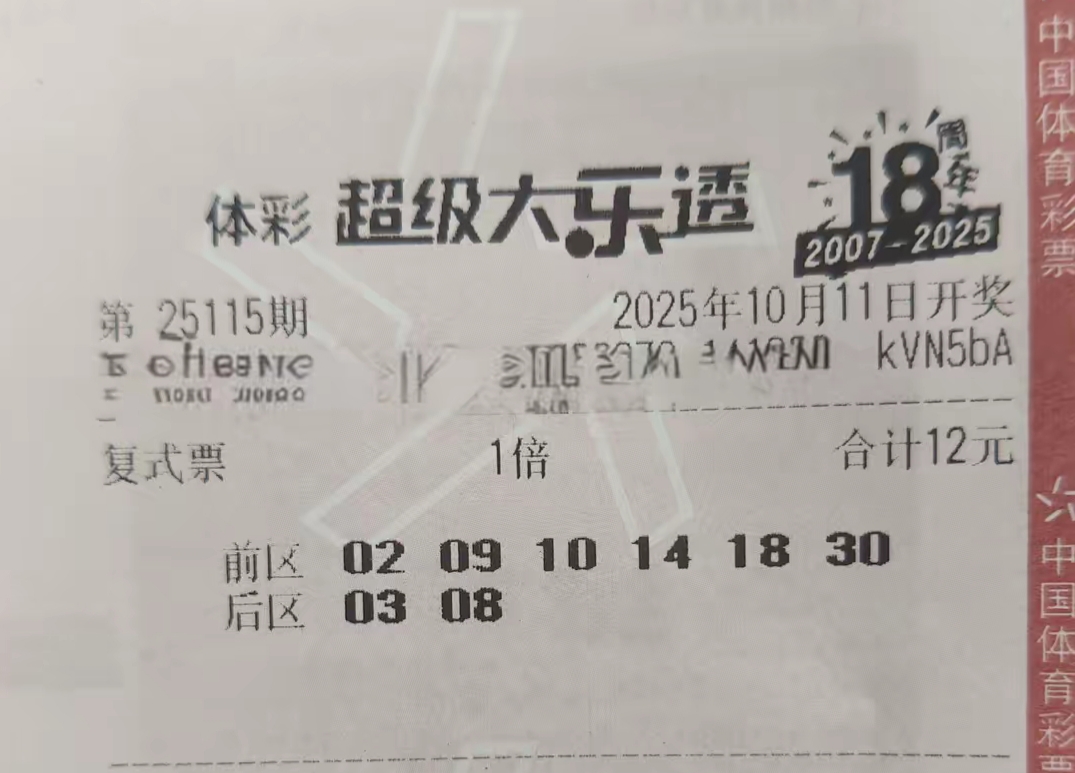 体彩 超级大乐透 18周年
2007-2025
第 25115期 2025年10月11日开奖
kVN5bA
复式票 1倍 合计12元
前区 02 09 10 14 18 30
后区 03 08
中国体育彩票
中国体育彩票